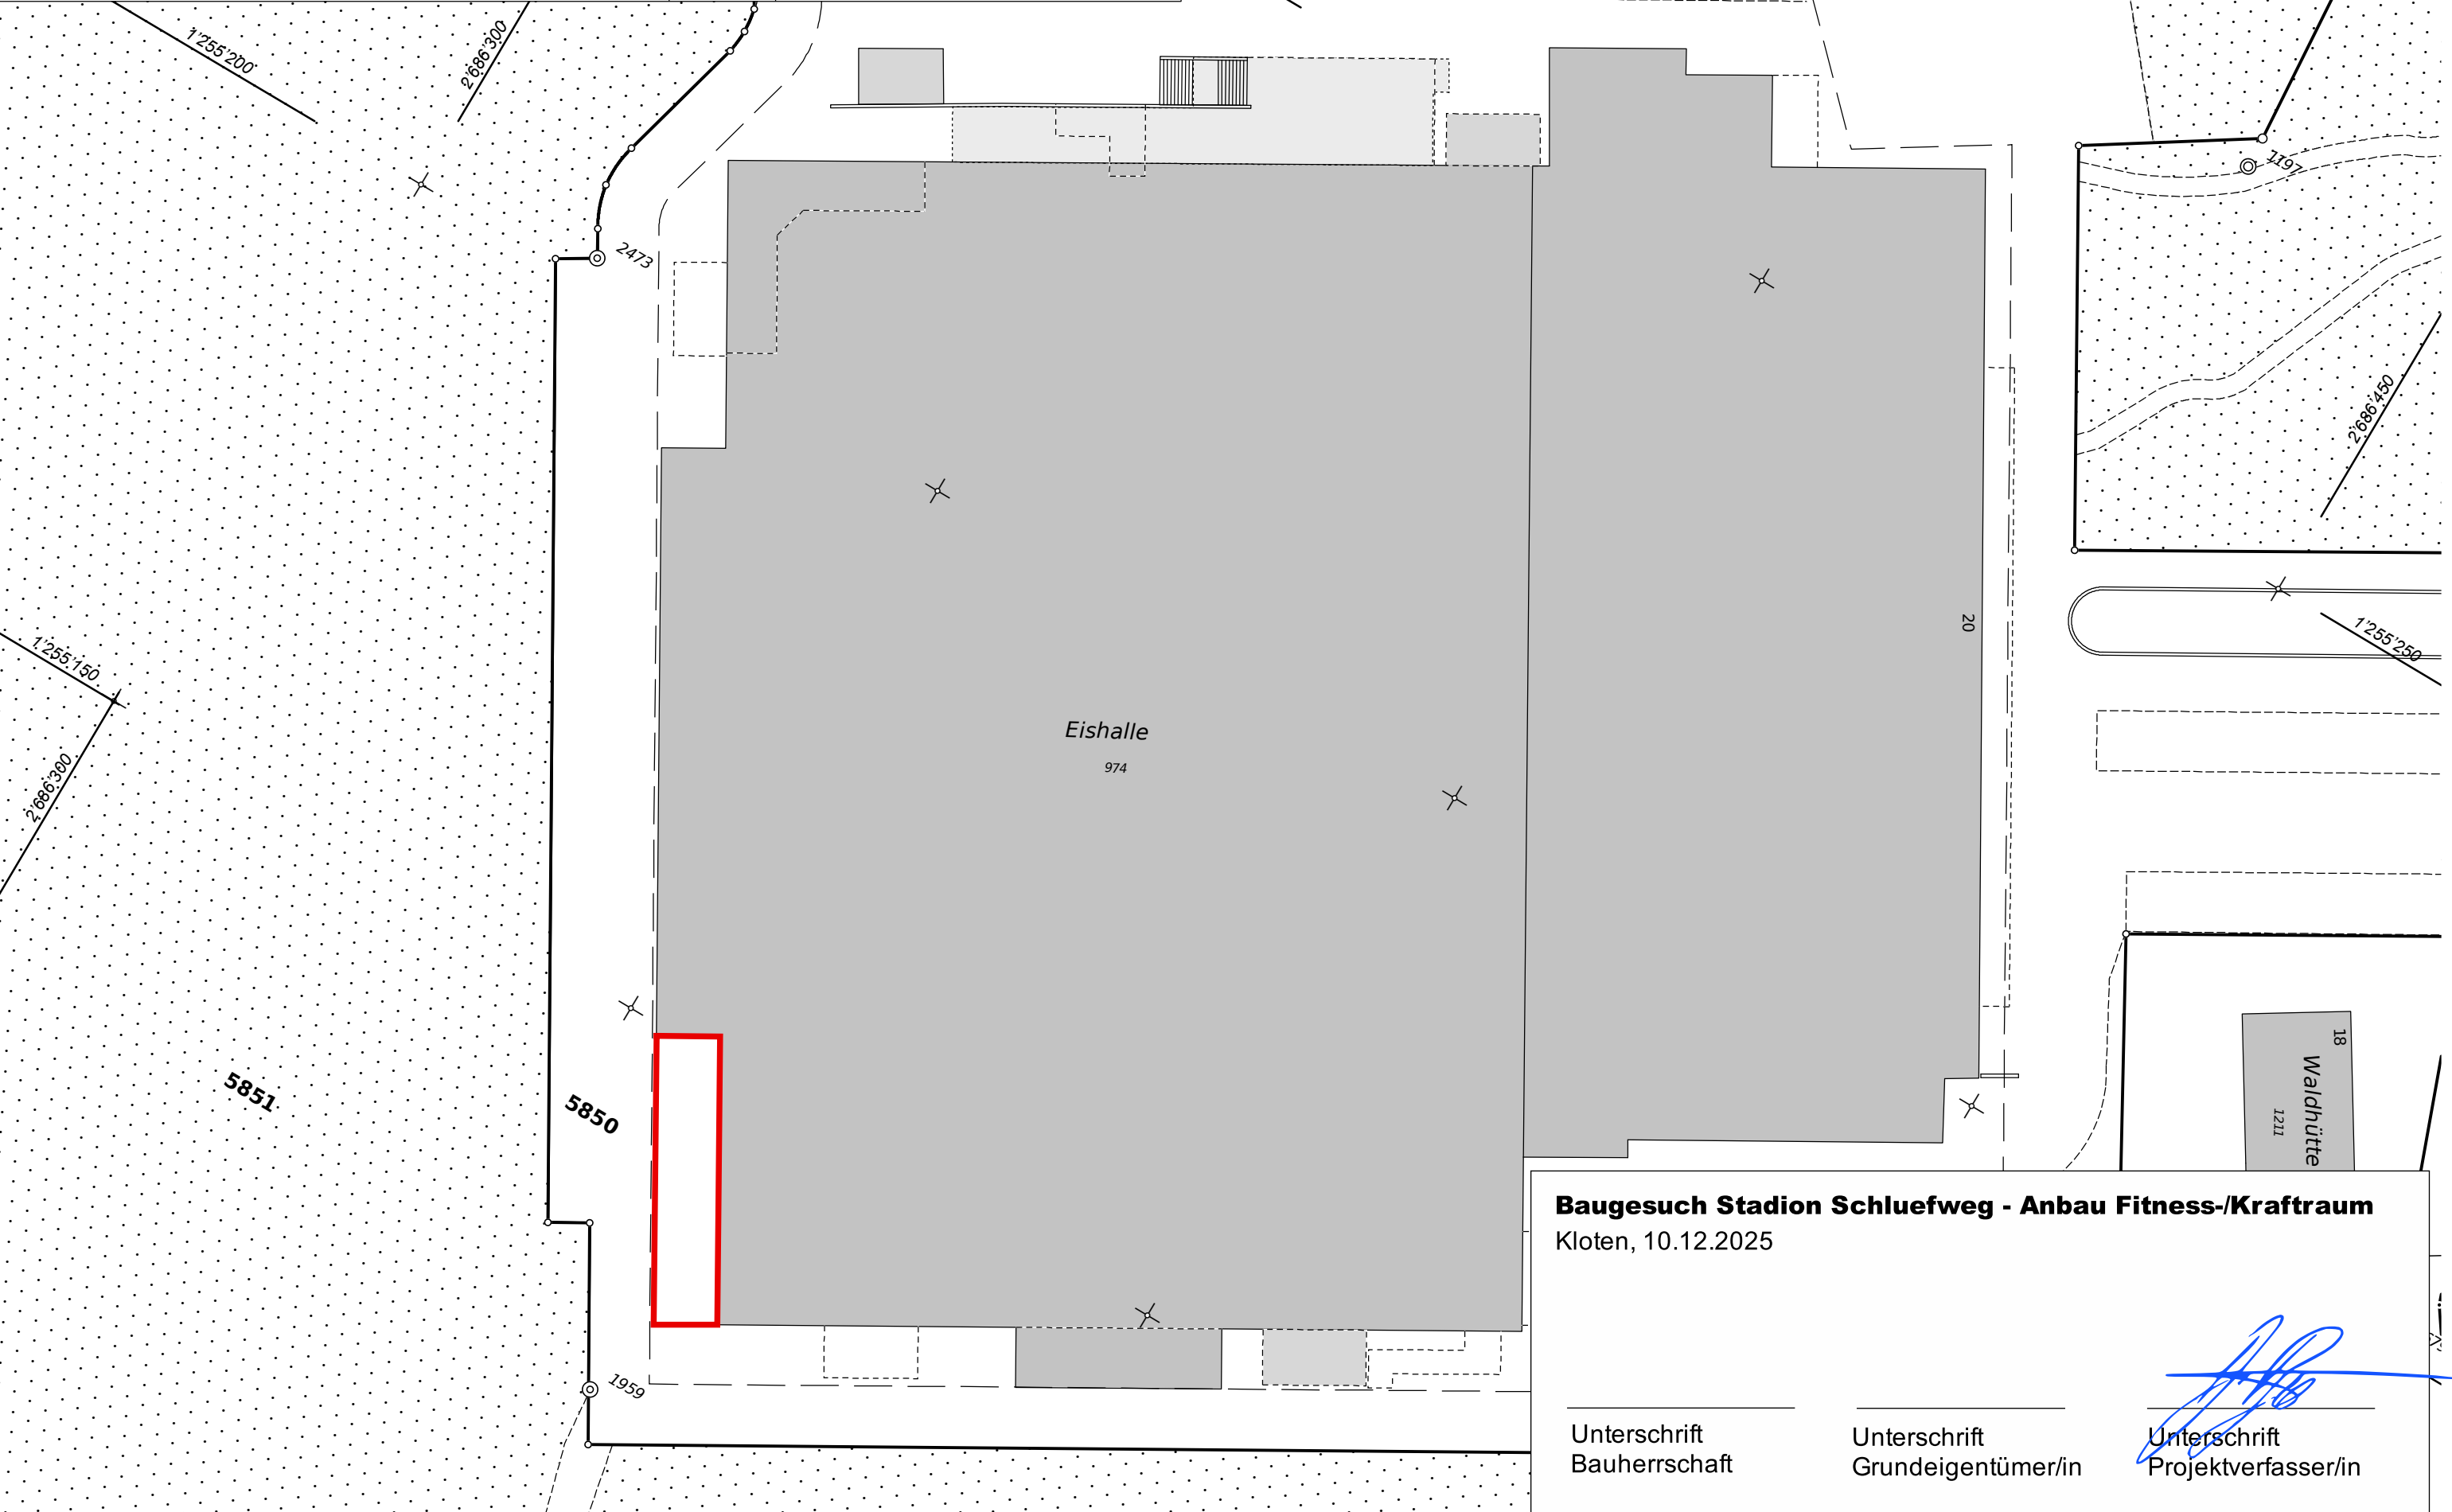 1'255'200
2'686'300
1197
2473
2'686'450
20
1'255'250
1'255'150
Eishalle
974
2'686'300
18
Waldhütte
1211
5851
5850
1959
Baugesuch Stadion Schluefweg - Anbau Fitness-/Kraftraum
Kloten, 10.12.2025
Unterschrift
Bauherrschaft
Unterschrift
Grundeigentümer/in
Unterschrift
Projektverfasser/in